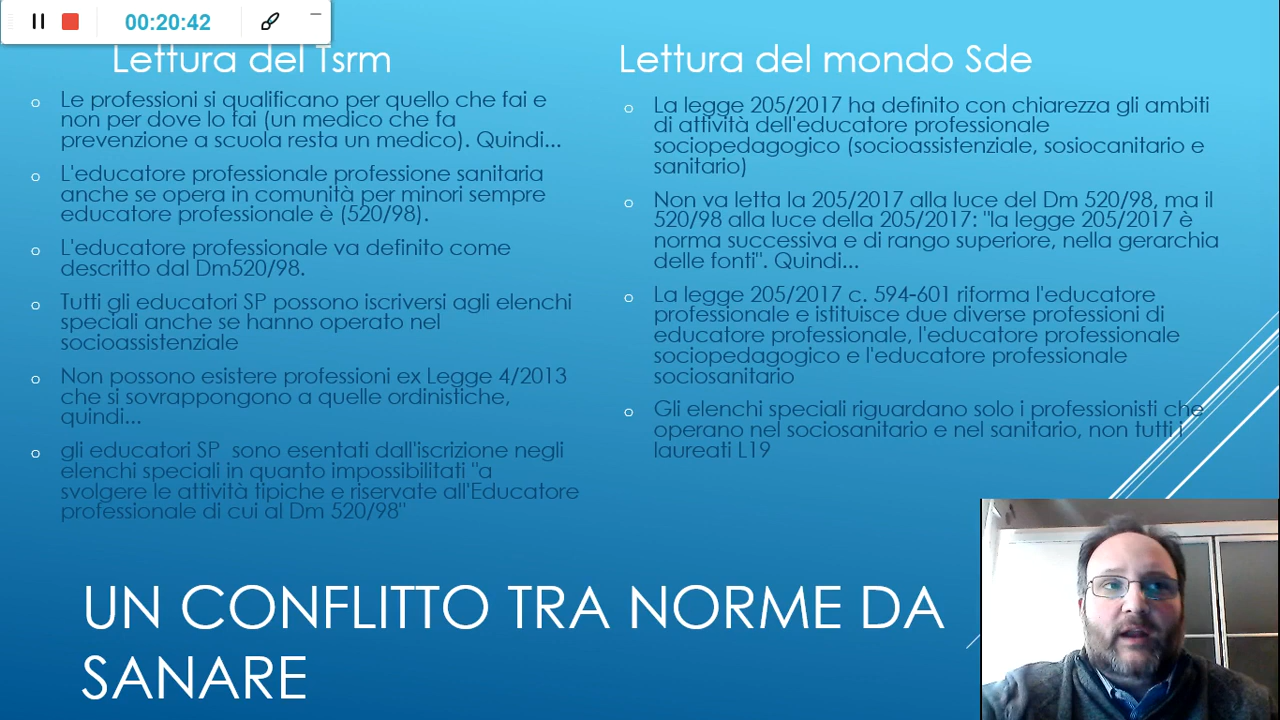 00:20:42
Lettura del Tsrm
Le professioni si qualificano per quello che fai e
non per dove lo fai (un medico che fa
prevenzione a scuola resta un medico). Quindi...
L'educatore professionale professione sanitaria
anche se opera in comunità per minori sempre
educatore professionale è (520/98).
L'educatore professionale va definito come
descritto dal Dm520/98.
Tutti gli educatori SP possono iscriversi agli elenchi
speciali anche se hanno operato nel
socioassistenziale
Non possono esistere professioni ex Legge 4/2013
che si sovrappongono a quelle ordinistiche,
quindi...
gli educatori SP sono esentati dall'iscrizione negli
elenchi speciali in quanto impossibilitati "a
svolgere le attività tipiche e riservate all'Educatore
professionale di cui al Dm 520/98"
Lettura del mondo Sde
La legge 205/2017 ha definito con chiarezza gli ambiti
di attività dell'educatore professionale
sociopedagogico (socioassistenziale, sosiocanitario e
sanitario)
Non va letta la 205/2017 alla luce del Dm 520/98, ma il
520/98 alla luce della 205/2017: "la legge 205/2017 è
norma successiva e di rango superiore, nella gerarchia
delle fonti". Quindi...
La legge 205/2017 c. 594-601 riforma l'educatore
professionale e istituisce due diverse professioni di
educatore professionale, l'educatore professionale
sociopedagogico e l'educatore professionale
sociosanitario
Gli elenchi speciali riguardano solo i professionisti che
operano nel sociosanitario e nel sanitario, non tutti i
laureati L19
UN CONFLITTO TRA NORME DA
SANARE